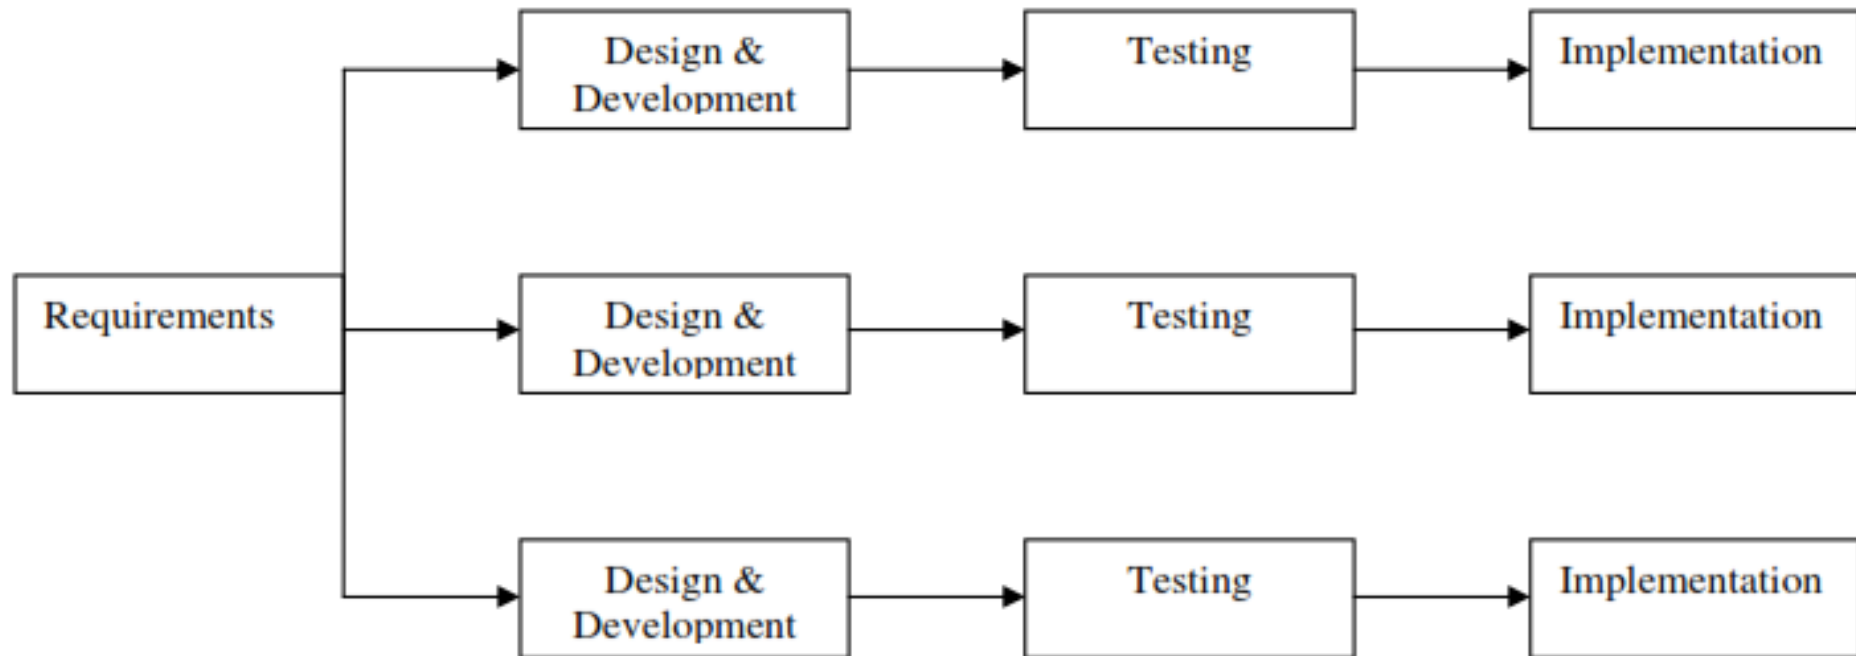 Design &
Development
Testing
Implementation
Requirements
Design &
Development
Testing
Implementation
Design &
Development
Testing
Implementation